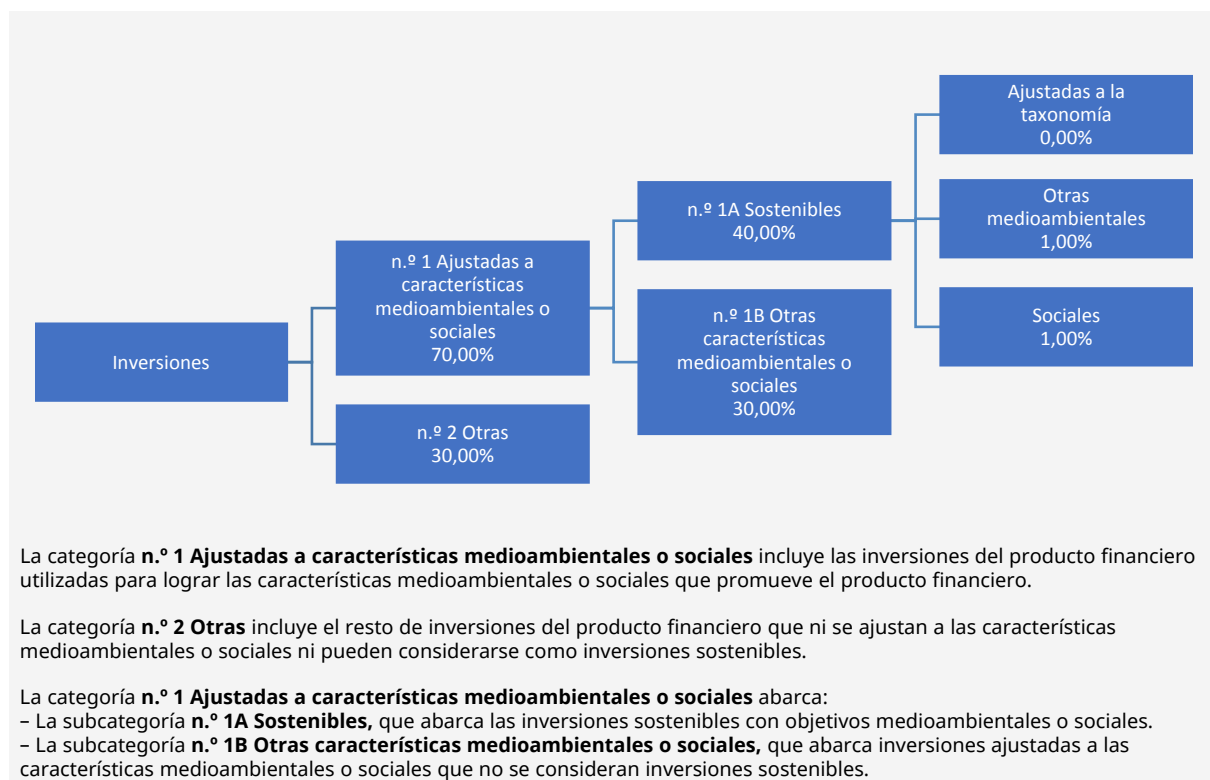 Inversiones
n.º 1 Ajustadas a
características
medioambientales o
sociales
70,00%
n.º 2 Otras
30,00%
n.º 1A Sostenibles
40,00%
n.º 1B Otras
características
medioambientales o
sociales
30,00%
Ajustadas a la
taxonomía
0,00%
Otras
medioambientales
1,00%
Sociales
1,00%
La categoría n.º 1 Ajustadas a características medioambientales o sociales incluye las inversiones del producto financiero
utilizadas para lograr las características medioambientales o sociales que promueve el producto financiero.
La categoría n.º 2 Otras incluye el resto de inversiones del producto financiero que ni se ajustan a las características
medioambientales o sociales ni pueden considerarse como inversiones sostenibles.
La categoría n.º 1 Ajustadas a características medioambientales o sociales abarca:
– La subcategoría n.º 1A Sostenibles, que abarca las inversiones sostenibles con objetivos medioambientales o sociales.
– La subcategoría n.º 1B Otras características medioambientales o sociales, que abarca inversiones ajustadas a las
características medioambientales o sociales que no se consideran inversiones sostenibles.